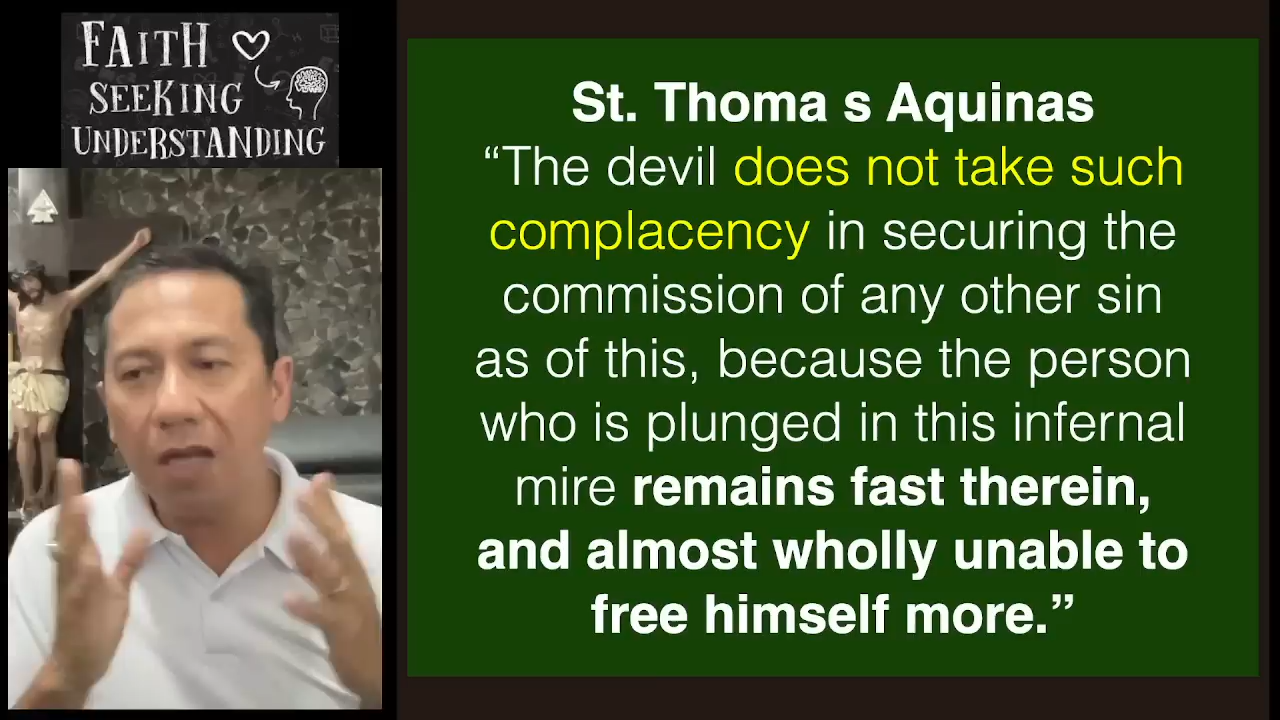 FAITH
SEEKING
UNDERSTANDING
St. Thoma s Aquinas
“The devil does not take such
complacency in securing the
commission of any other sin
as of this, because the person
who is plunged in this infernal
mire remains fast therein,
and almost wholly unable to
free himself more.”